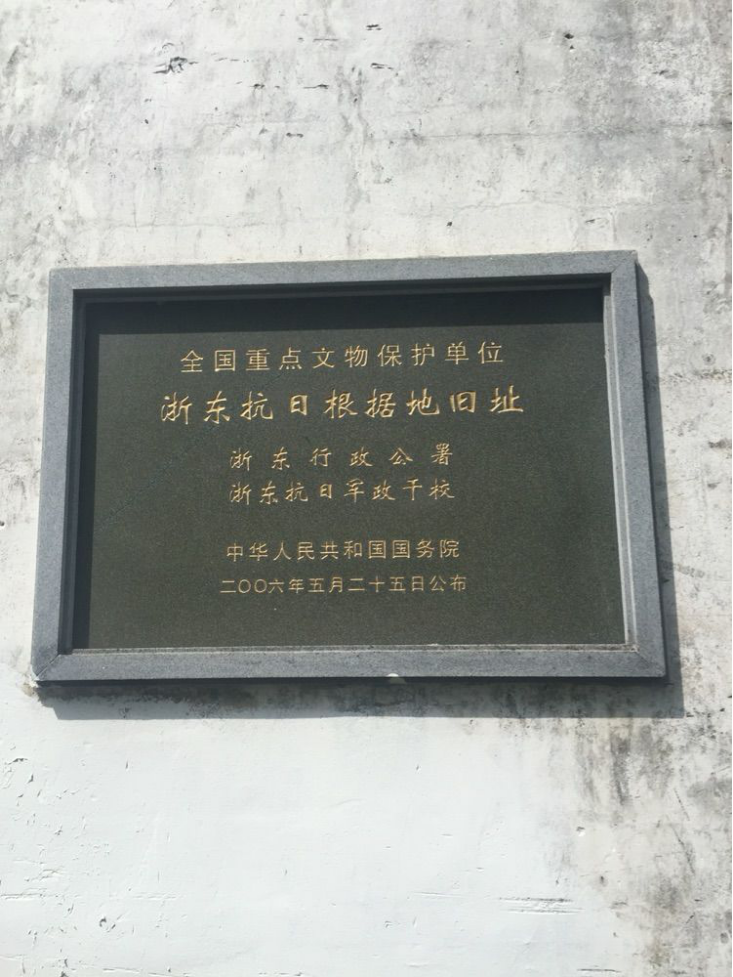 全国重点文物保护单位
浙东抗日根据地旧址
浙东行政公署
浙东抗日军政干校
中华人民共和国国务院
二〇〇六年五月二十五日公布